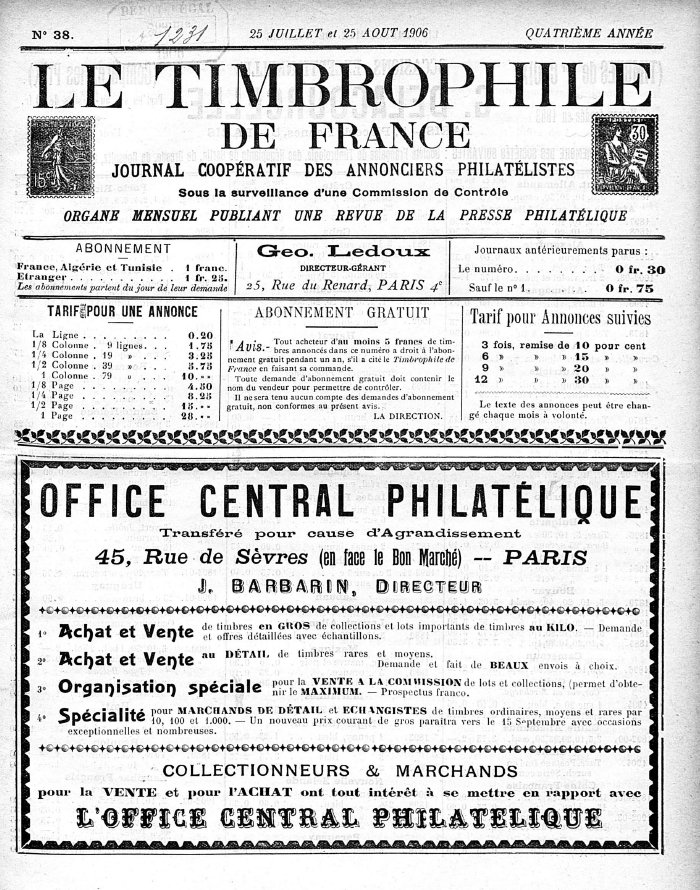 N° 38.
1231
25 JUILLET et 25 AOUT 1906
QUATRIÈME ANNÉE
LE TIMBROPHILE
DE FRANCE
15c
30
JOURNAL COOPÉRATIF DES ANNONCIERS PHILATÉLISTES
Sous la surveillance d'une Commission de Contrôle
ORGANE MENSUEL PUBLIANT UNE REVUE DE LA PRESSE PHILATÉLIQUE
ABONNEMENT
France, Algérie et Tunisie . 1 franc.
Etranger . . . . . . . . . . 1 fr. 25.
Les abonnements partent du jour de leur demande
Geo. Ledoux
DIRECTEUR-GÉRANT
25, Rue du Renard, PARIS 4e
Journaux antérieurements parus :
Le numéro. . . . . . . . . 0 fr. 30
Sauf le n° 1. . . . . . . . 0 fr. 75
TARIF POUR UNE ANNONCE
La Ligne . . . . . . . . . . 0.20
1/8 Colonne . 9 lignes. . . 1.75
1/4 Colonne . 19 » . . . 3.25
1/2 Colonne . 39 » . . . 5.75
1 Colonne . 79 » . . . 10.--
1/8 Page . . . . . . . . . . 4.50
1/4 Page . . . . . . . . . . 8.25
1/2 Page . . . . . . . . . . 15.--
1 Page . . . . . . . . . . 28.--
ABONNEMENT GRATUIT
Avis. — Tout acheteur d'au moins 5 francs de tim-
bres annoncés dans ce numéro a droit à l'abon-
nement gratuit pendant un an, s'il a cité le Timbrophile de
France en faisant sa commande.
Toute demande d'abonnement gratuit doit contenir le
nom du vendeur pour permettre de contrôler.
Il ne sera tenu aucun compte des demandes d'abonnement
gratuit, non conformes au présent avis.
LA DIRECTION.
Tarif pour Annonces suivies
3 fois, remise de 10 pour cent
6 » » 15 » »
9 » » 20 » »
12 » » 30 » »
Le texte des annonces peut être chan-
gé chaque mois à volonté.
OFFICE CENTRAL PHILATÉLIQUE
Transféré pour cause d'Agrandissement
45, Rue de Sèvres (en face le Bon Marché) -- PARIS
J. BARBARIN, DIRECTEUR
1° Achat et Vente de timbres en GROS de collections et lots importants de timbres au KILO. — Demande
et offres détaillées avec échantillons.
2° Achat et Vente au DÉTAIL de timbres rares et moyens.
Demande et fait de BEAUX envois à choix.
3° Organisation spéciale pour la VENTE A LA COMMISSION de lots et collections, (permet d'obte-
nir le MAXIMUM. — Prospectus franco.
4° Spécialité pour MARCHANDS DE DÉTAIL et ECHANGISTES de timbres ordinaires, moyens et rares par
10, 100 et 1.000. — Un nouveau prix courant de gros paraîtra vers le 15 Septembre avec occasions
exceptionnelles et nombreuses.
COLLECTIONNEURS & MARCHANDS
pour la VENTE et pour l'ACHAT ont tout intérêt à se mettre en rapport avec
L'OFFICE CENTRAL PHILATELIQUE